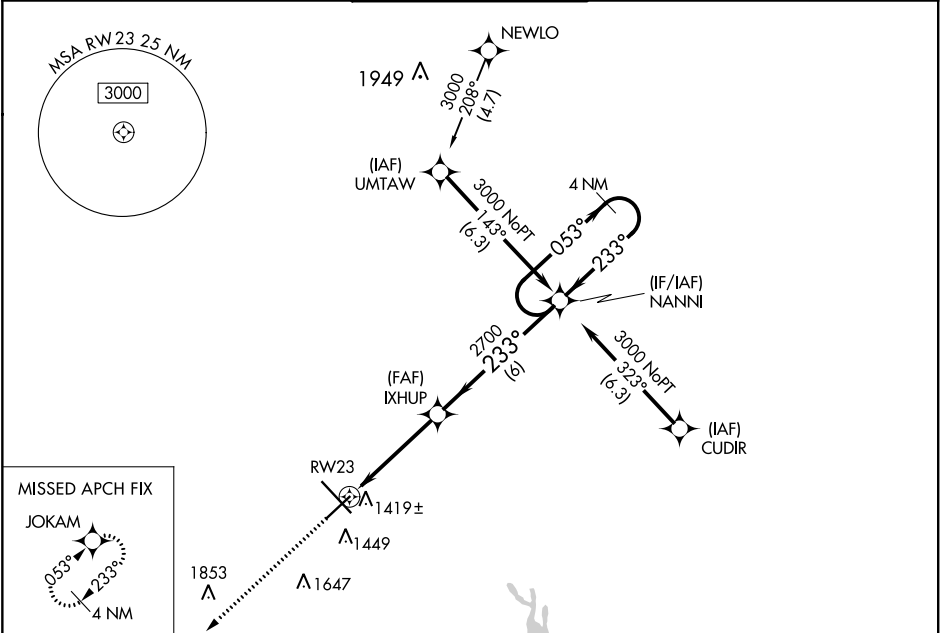 MSA RW 23 25 NM
3000
NEWLO
1949
3000
208°
(4.7)
(IAF)
UMTAW
3000 NoPT
143°
(6.3)
4 NM
053°
233°
(IF/IAF)
NANNI
2700
233°
(6)
3000 NoPT
323°
(6.3)
(IAF)
CUDIR
(FAF)
IXHUP
RW23
1419±
1449
1647
1853
MISSED APCH FIX
JOKAM
053°
233°
4 NM